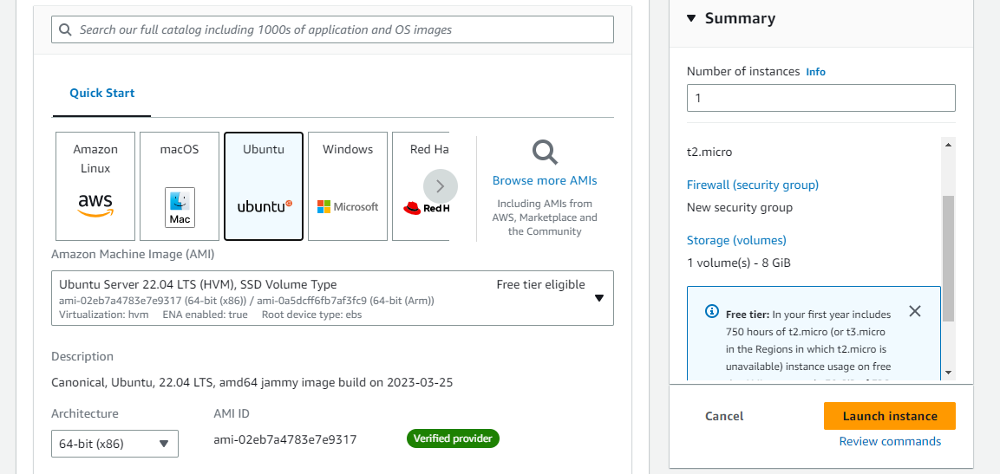 Search our full catalog including 1000s of application and OS images
Quick Start
Amazon
Linux
aws
macOS
Mac
Ubuntu
ubuntu
Windows
Microsoft
Red Ha
Red H
Browse more AMIs
Including AMIs from
AWS, Marketplace and
the Community
Amazon Machine Image (AMI)
Ubuntu Server 22.04 LTS (HVM), SSD Volume Type
Free tier eligible
ami-02eb7a4783e7e9317 (64-bit (x86)) / ami-0a5dcff6fb7af3fc9 (64-bit (Arm))
Virtualization: hvm ENA enabled: true Root device type: ebs
Description
Canonical, Ubuntu, 22.04 LTS, amd64 jammy image build on 2023-03-25
Architecture
AMI ID
64-bit (x86)
ami-02eb7a4783e7e9317
Verified provider
Summary
Number of instances Info
1
t2.micro
Firewall (security group)
New security group
Storage (volumes)
1 volume(s) - 8 GiB
Free tier: In your first year includes
750 hours of t2.micro (or t3.micro
in the Regions in which t2.micro is
unavailable) instance usage on free
Cancel
Launch instance
Review commands